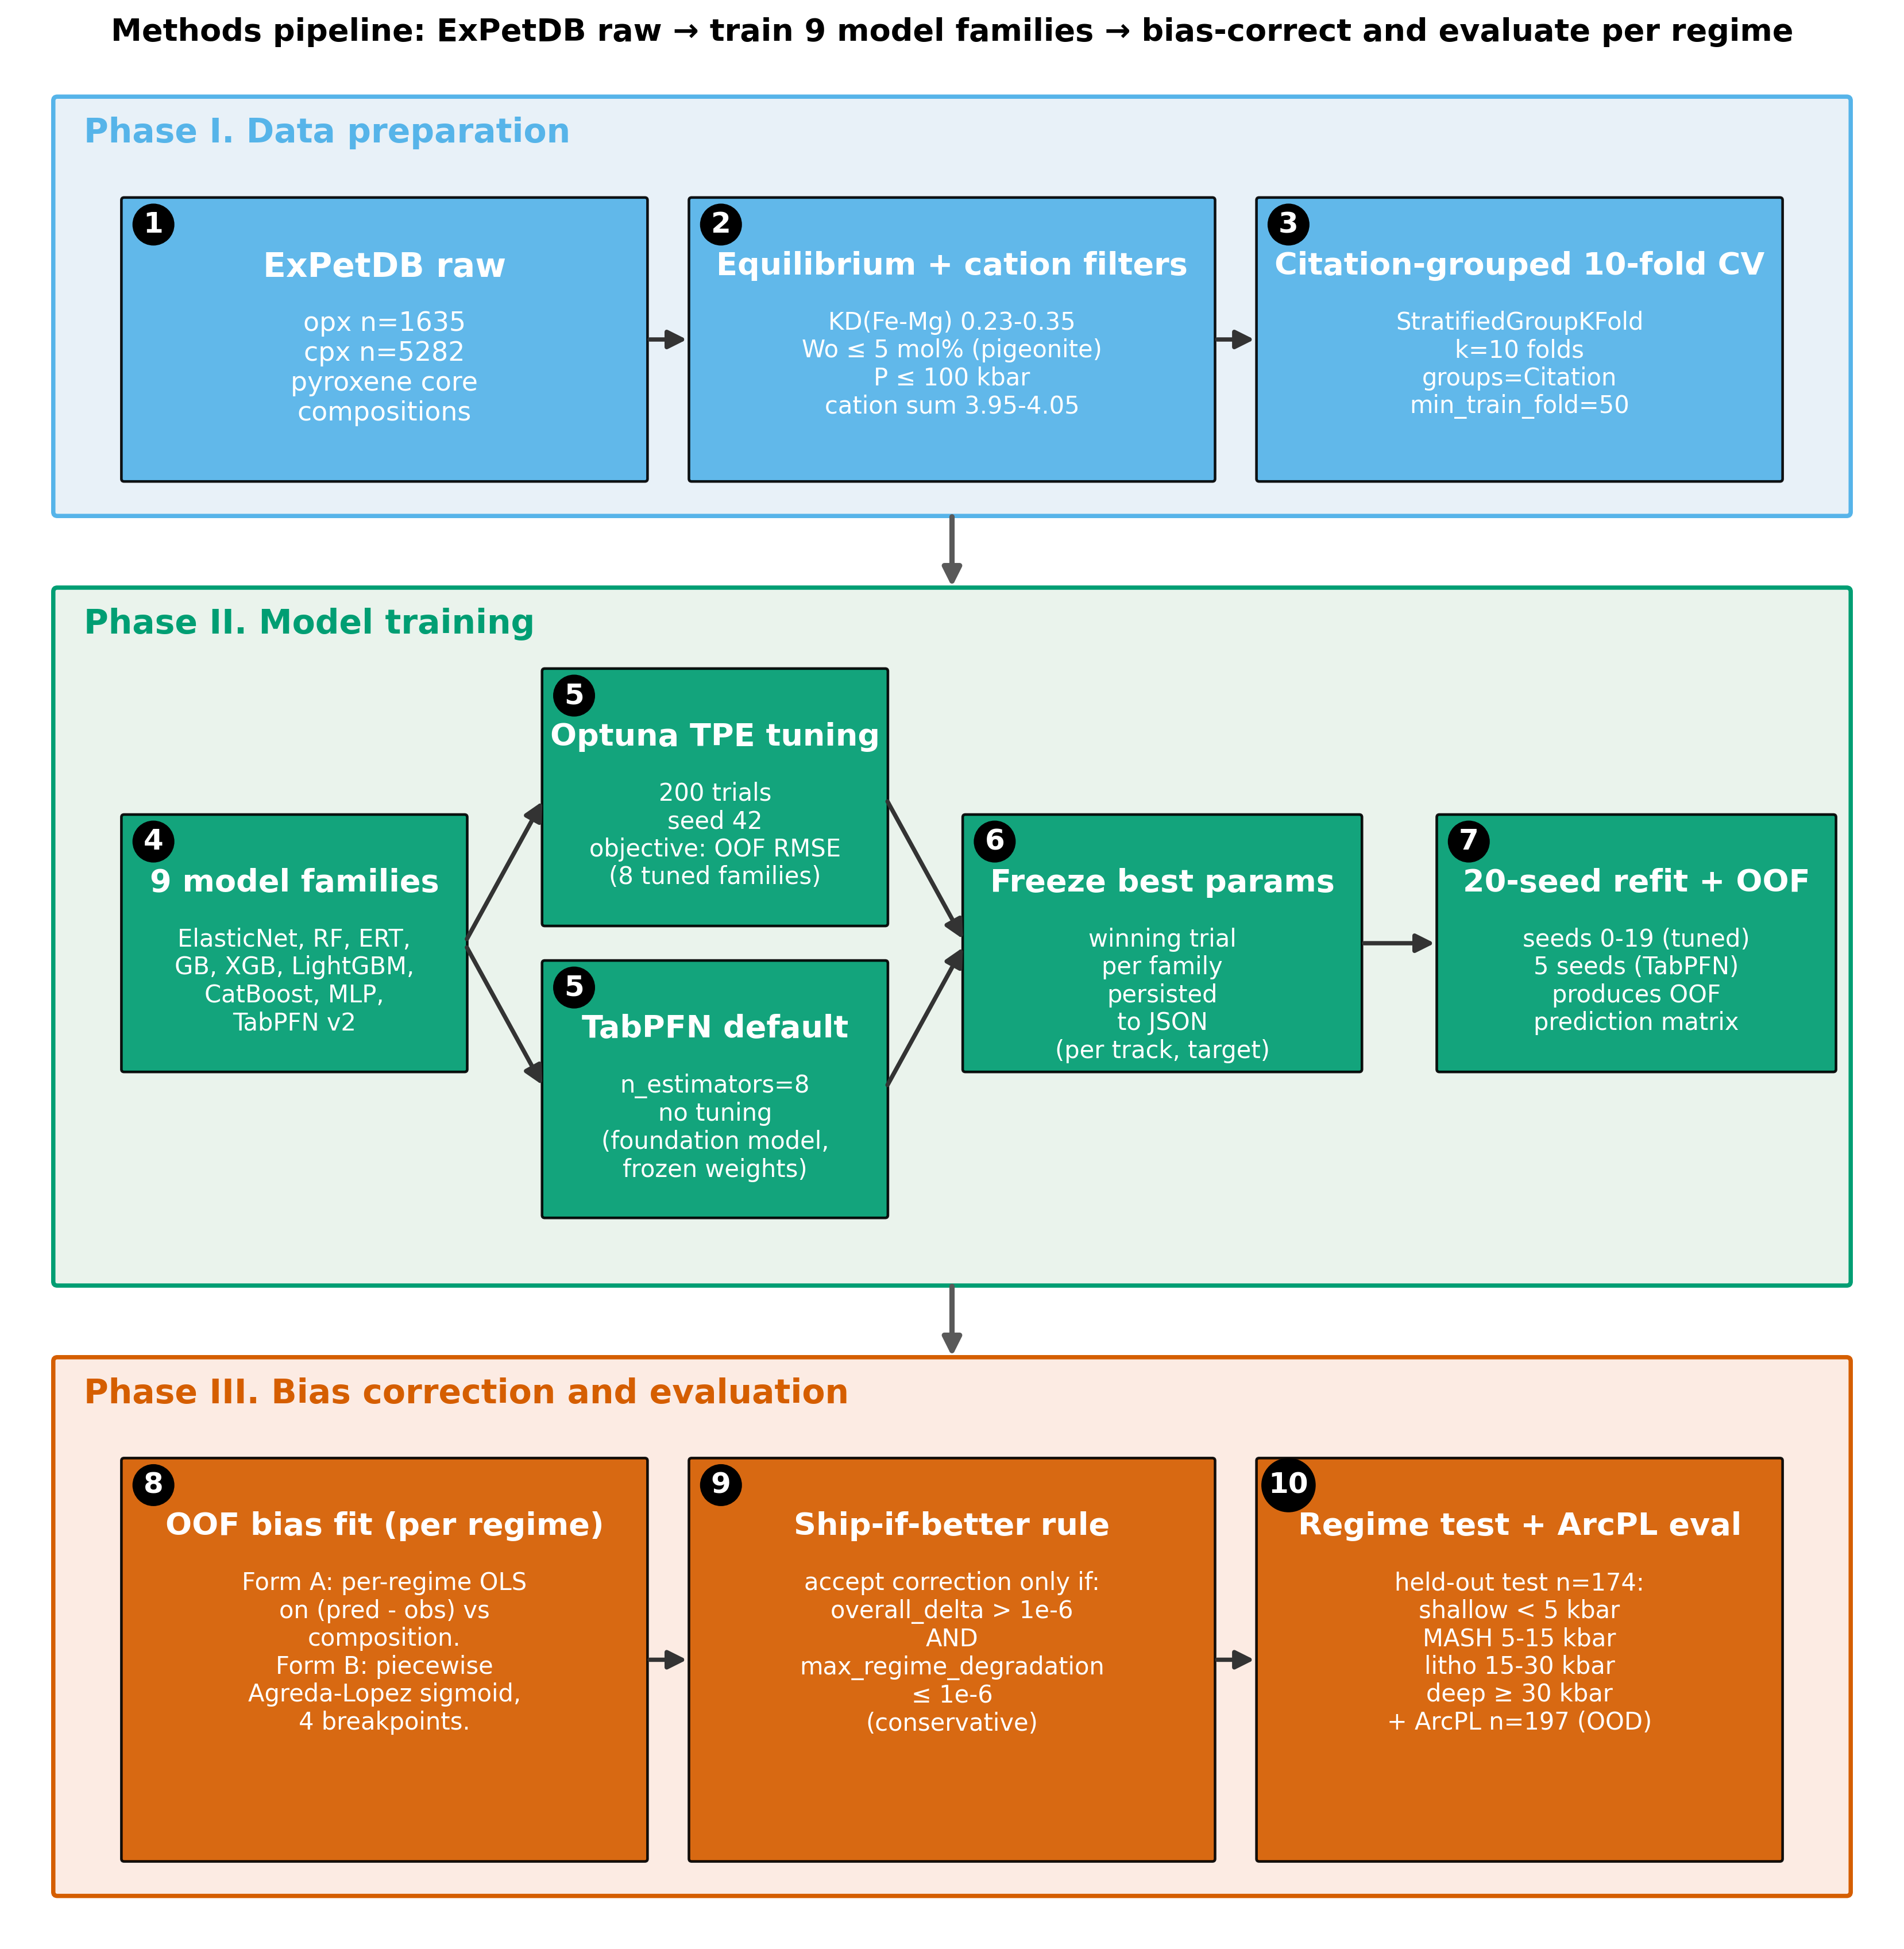 Methods pipeline: ExPetDB raw → train 9 model families → bias-correct and evaluate per regime
Phase I. Data preparation
1
ExPetDB raw
opx n=1635
cpx n=5282
pyroxene core
compositions
2
Equilibrium + cation filters
KD(Fe-Mg) 0.23-0.35
Wo ≤ 5 mol% (pigeonite)
P ≤ 100 kbar
cation sum 3.95-4.05
3
Citation-grouped 10-fold CV
StratifiedGroupKFold
k=10 folds
groups=Citation
min_train_fold=50
Phase II. Model training
4
9 model families
ElasticNet, RF, ERT,
GB, XGB, LightGBM,
CatBoost, MLP,
TabPFN v2
5
Optuna TPE tuning
200 trials
seed 42
objective: OOF RMSE
(8 tuned families)
5
TabPFN default
n_estimators=8
no tuning
(foundation model,
frozen weights)
6
Freeze best params
winning trial
per family
persisted
to JSON
(per track, target)
7
20-seed refit + OOF
seeds 0-19 (tuned)
5 seeds (TabPFN)
produces OOF
prediction matrix
Phase III. Bias correction and evaluation
8
OOF bias fit (per regime)
Form A: per-regime OLS
on (pred - obs) vs
composition.
Form B: piecewise
Agreda-Lopez sigmoid,
4 breakpoints.
9
Ship-if-better rule
accept correction only if:
overall_delta > 1e-6
AND
max_regime_degradation
≤ 1e-6
(conservative)
10
Regime test + ArcPL eval
held-out test n=174:
shallow < 5 kbar
MASH 5-15 kbar
litho 15-30 kbar
deep ≥ 30 kbar
+ ArcPL n=197 (OOD)